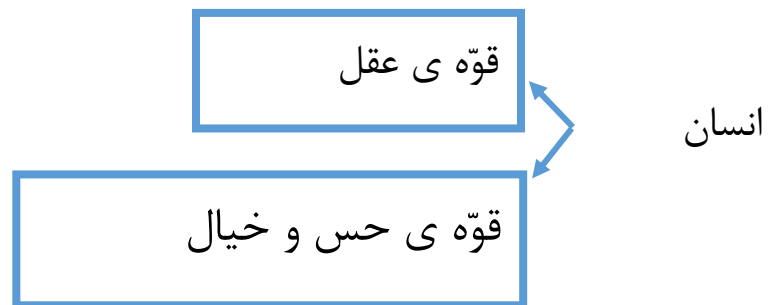 قوّه ی عقل
انسان
قوّه ی حس و خیال